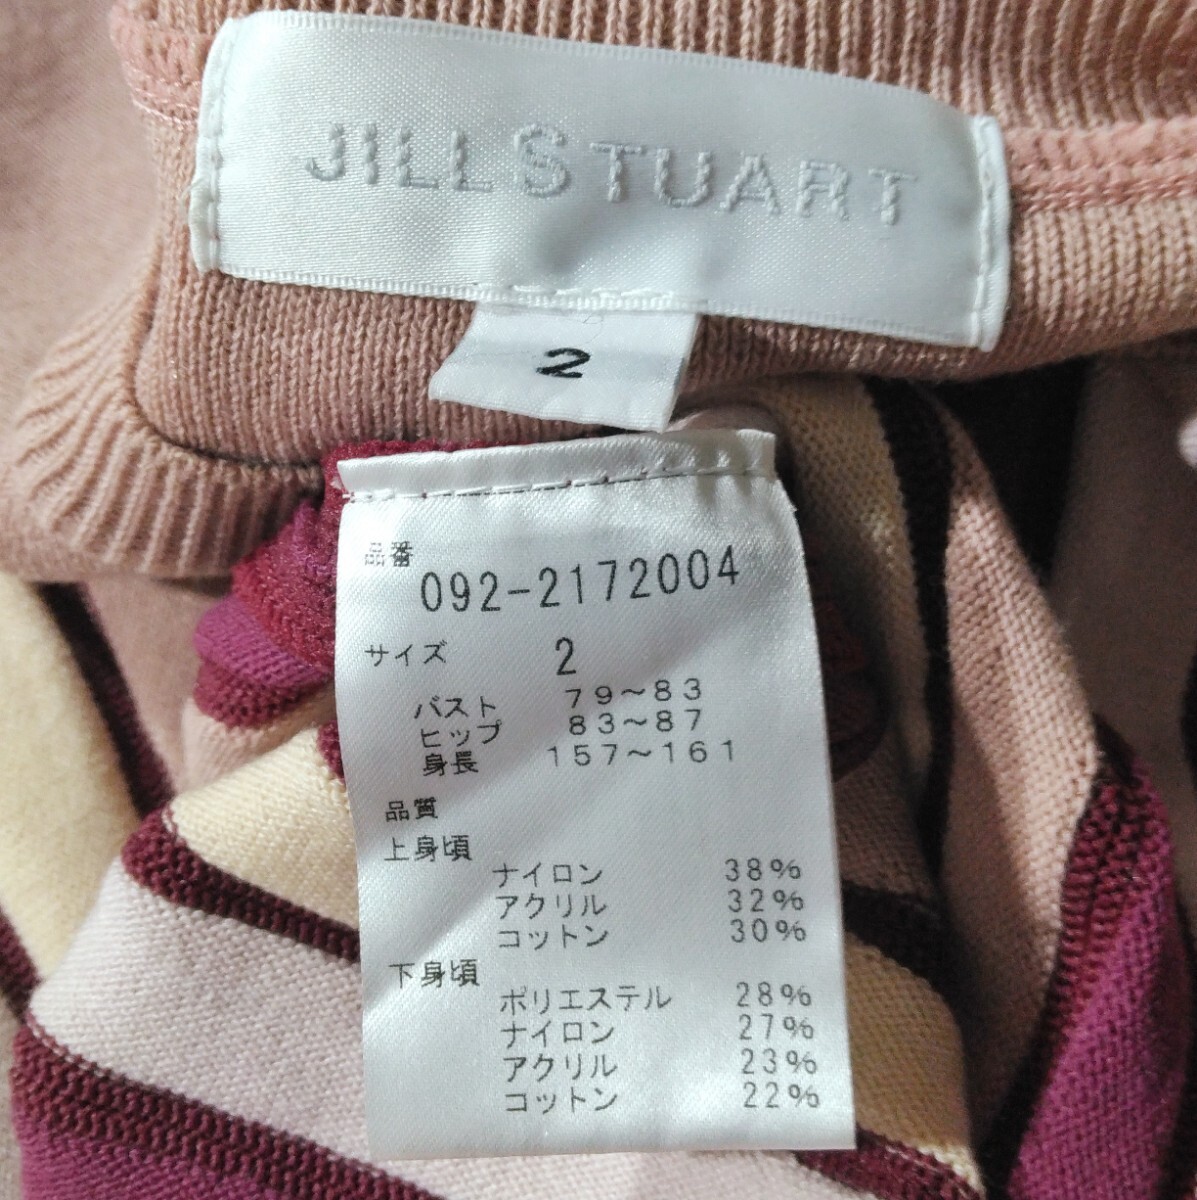 JILLSTUART
2
品番
092-2172004
サイズ 2
バスト 79～83
ヒップ 83～87
身長 157～161
品質
上身頃
ナイロン 38%
アクリル 32%
コットン 30%
下身頃
ポリエステル 28%
ナイロン 27%
アクリル 23%
コットン 22%